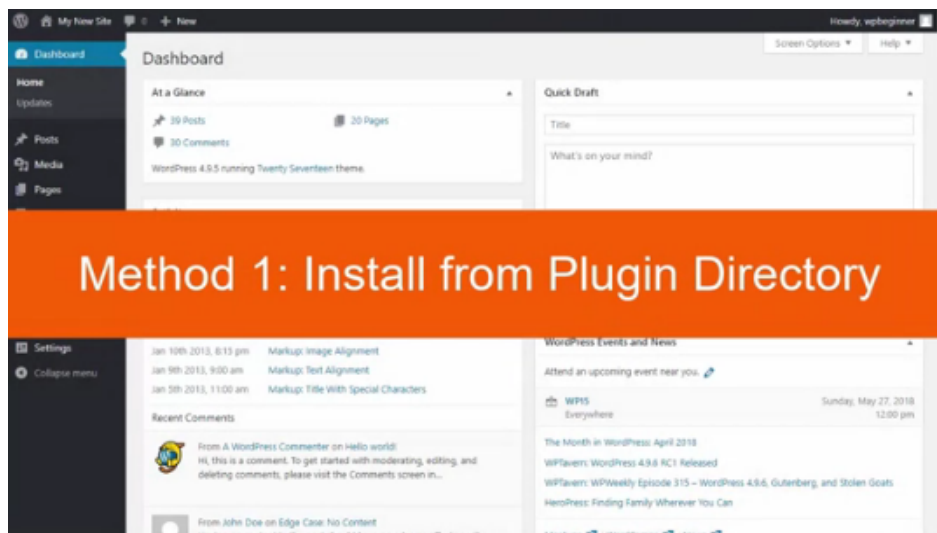 My New Site
0
+ New
Howdy, wpbeginner
Dashboard
Home
Updates
Posts
Media
Pages
Settings
Collapse menu
Screen Options
Help
Dashboard
At a Glance
39 Posts
20 Pages
30 Comments
WordPress 4.9.5 running Twenty Seventeen theme.
Quick Draft
Title
What's on your mind?
Method 1: Install from Plugin Directory
Jan 10th 2013, 8:15 pm Markup: Image Alignment
Jan 9th 2013, 9:00 am Markup: Text Alignment
Jan 5th 2013, 11:00 am Markup: Title With Special Characters
Recent Comments
From A WordPress Commenter on Hello world!
Hi, this is a comment. To get started with moderating, editing, and
deleting comments, please visit the Comments screen in...
From John Doe on Edge Case: No Content
WordPress Events and News
Attend an upcoming event near you.
WP15
Everywhere
Sunday, May 27, 2018
12:00 pm
The Month in WordPress: April 2018
WPTavern: WordPress 4.9.6 RC1 Released
WPTavern: WPWeekly Episode 315 – WordPress 4.9.6, Gutenberg, and Stolen Goats
HeroPress: Finding Family Wherever You Can